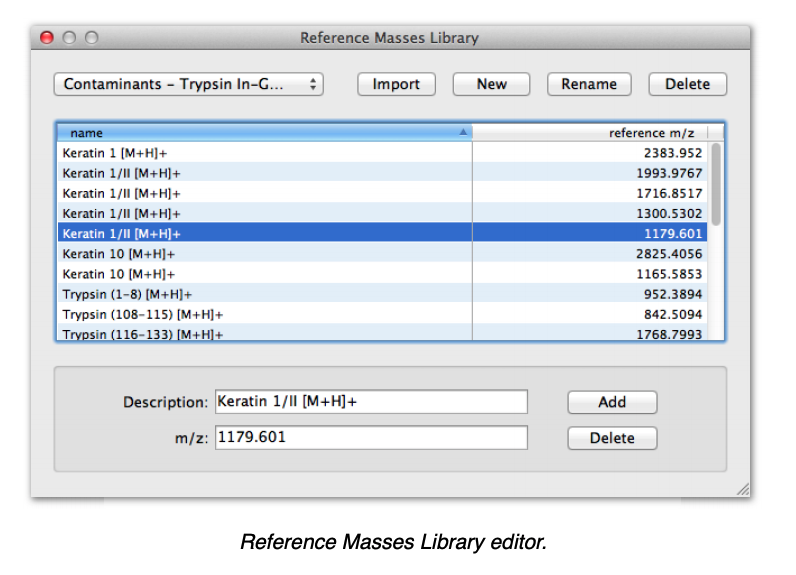 Reference Masses Library
Contaminants – Trypsin In-G... Import New Rename Delete
name reference m/z
Keratin 1 [M+H]+ 2383.952
Keratin 1/II [M+H]+ 1993.9767
Keratin 1/II [M+H]+ 1716.8517
Keratin 1/II [M+H]+ 1300.5302
Keratin 1/II [M+H]+ 1179.601
Keratin 10 [M+H]+ 2825.4056
Keratin 10 [M+H]+ 1165.5853
Trypsin (1–8) [M+H]+ 952.3894
Trypsin (108–115) [M+H]+ 842.5094
Trypsin (116–133) [M+H]+ 1768.7993
Description: Keratin 1/II [M+H]+ Add
m/z: 1179.601 Delete
Reference Masses Library editor.